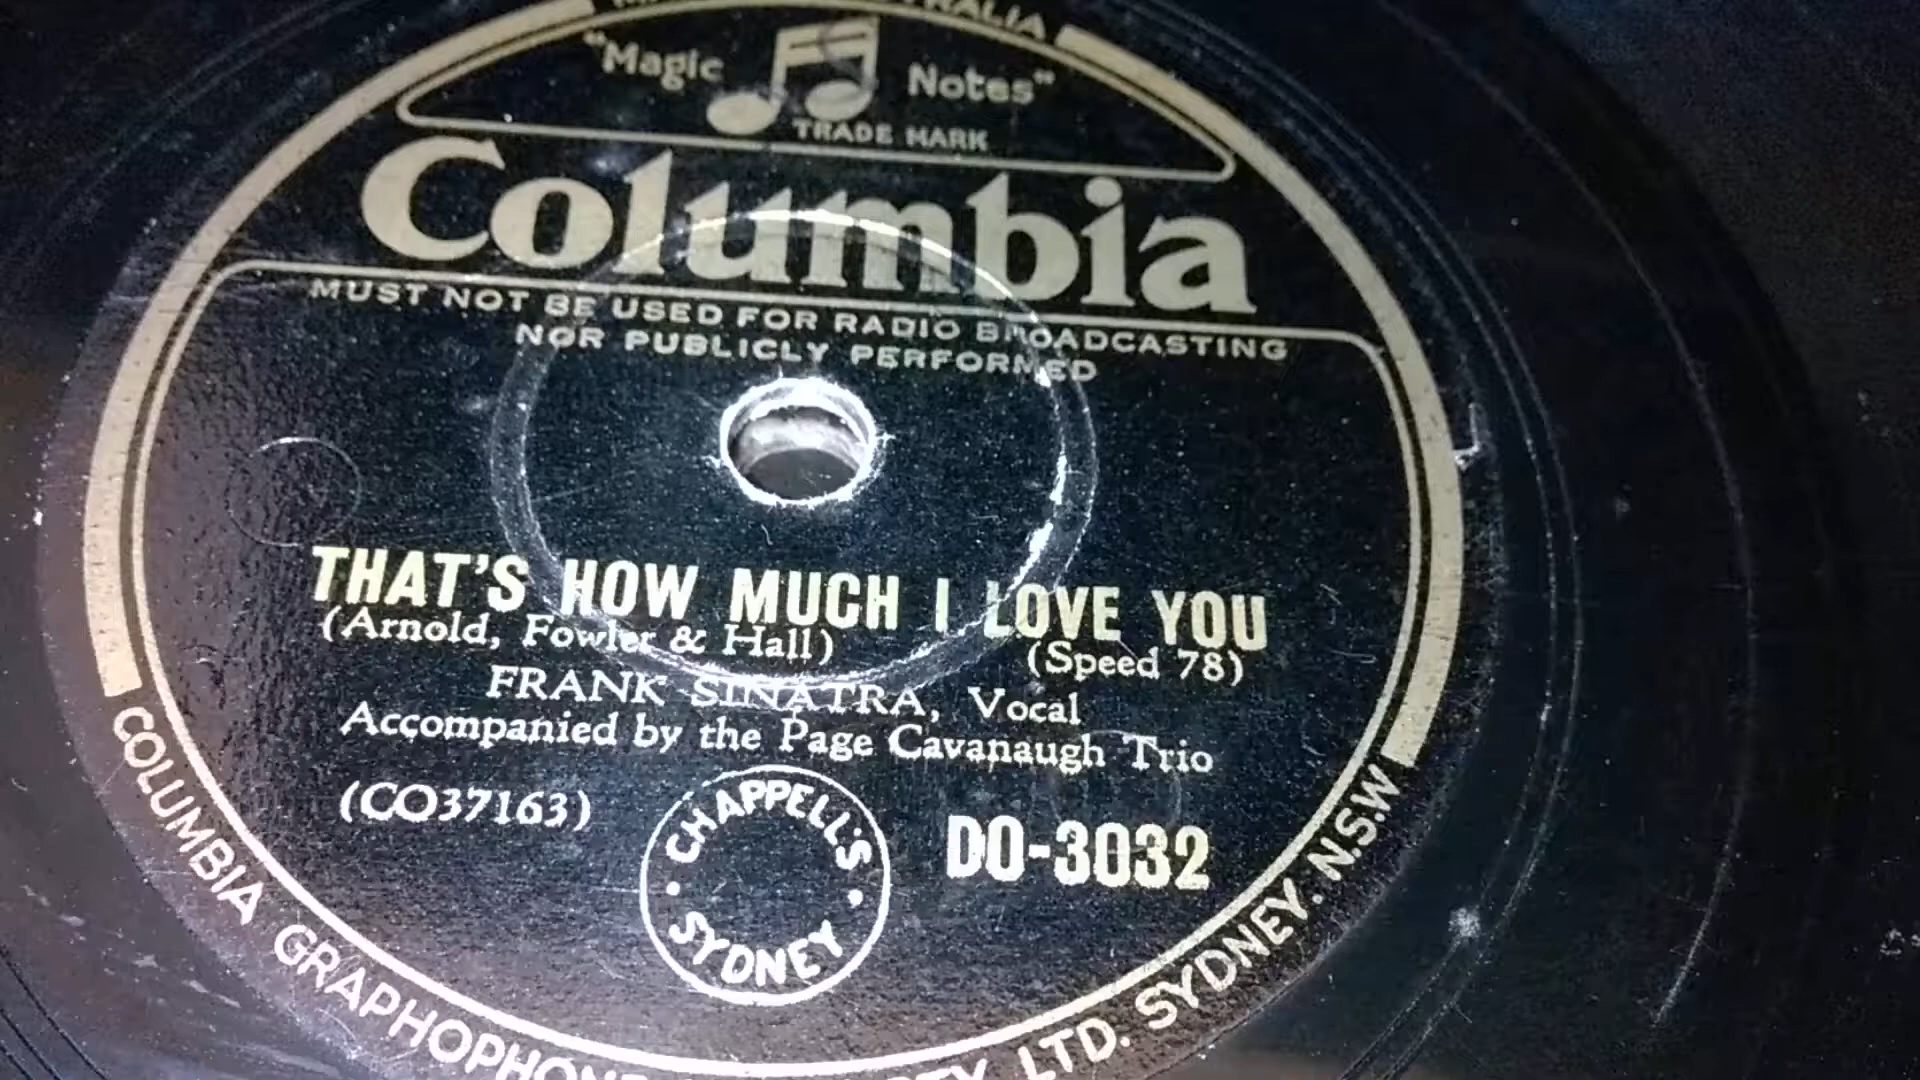 "Magic Notes"
TRADE MARK
Columbia
MUST NOT BE USED FOR RADIO BROADCASTING
NOR PUBLICLY PERFORMED
THAT'S HOW MUCH I LOVE YOU
(Arnold, Fowler & Hall) (Speed 78)
FRANK SINATRA, Vocal
Accompanied by the Page Cavanaugh Trio
(CO37163)
CHAPPELL'S
SYDNEY
DO-3032
COLUMBIA GRAPHOPHONE LTD. SYDNEY. N.S.W